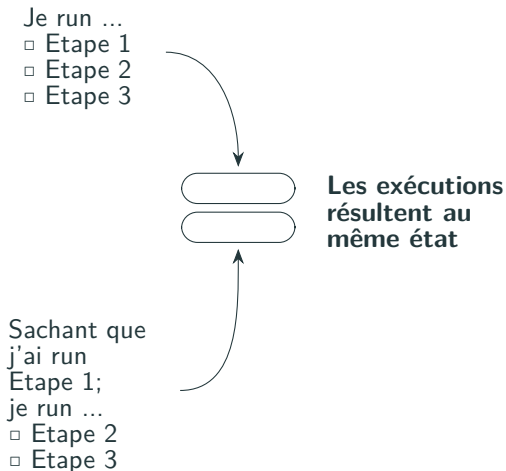 Je run ...
□ Etape 1
□ Etape 2
□ Etape 3
Les exécutions
résultent au
même état
Sachant que
j'ai run
Etape 1;
je run ...
□ Etape 2
□ Etape 3